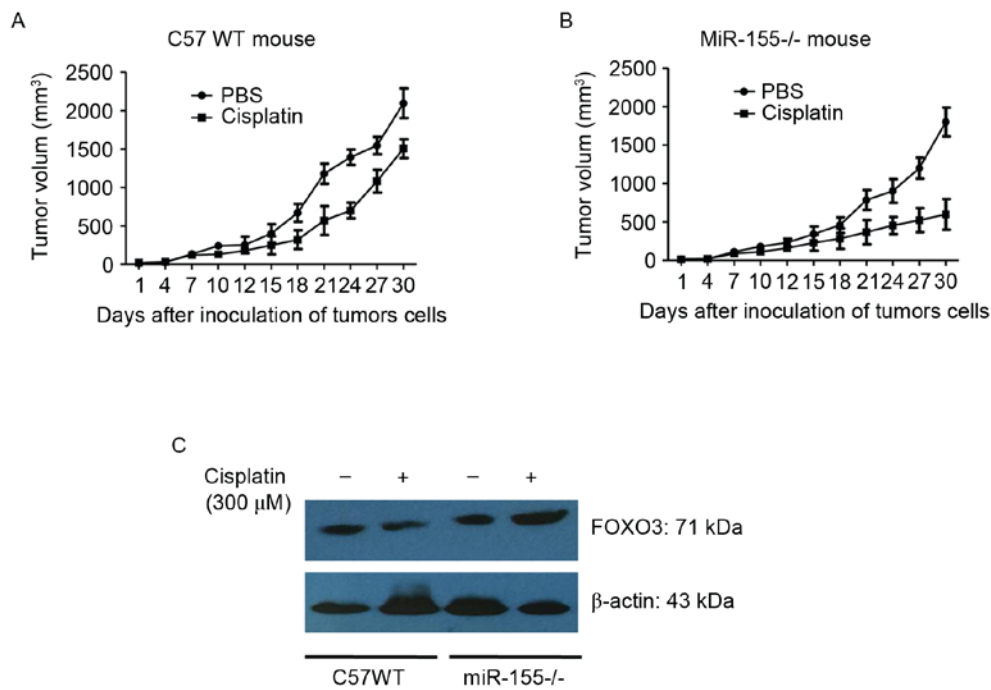 A
C57 WT mouse
Tumor volum (mm³)
2500
2000
1500
1000
500
0
PBS
Cisplatin
1 4 7 10 12 15 18 21 24 27 30
Days after inoculation of tumors cells
B
MiR-155-/- mouse
Tumor volum (mm³)
2500
2000
1500
1000
500
0
PBS
Cisplatin
1 4 7 10 12 15 18 21 24 27 30
Days after inoculation of tumors cells
C
Cisplatin – + – +
(300 μM)
FOXO3: 71 kDa
β-actin: 43 kDa
C57WT miR-155-/-